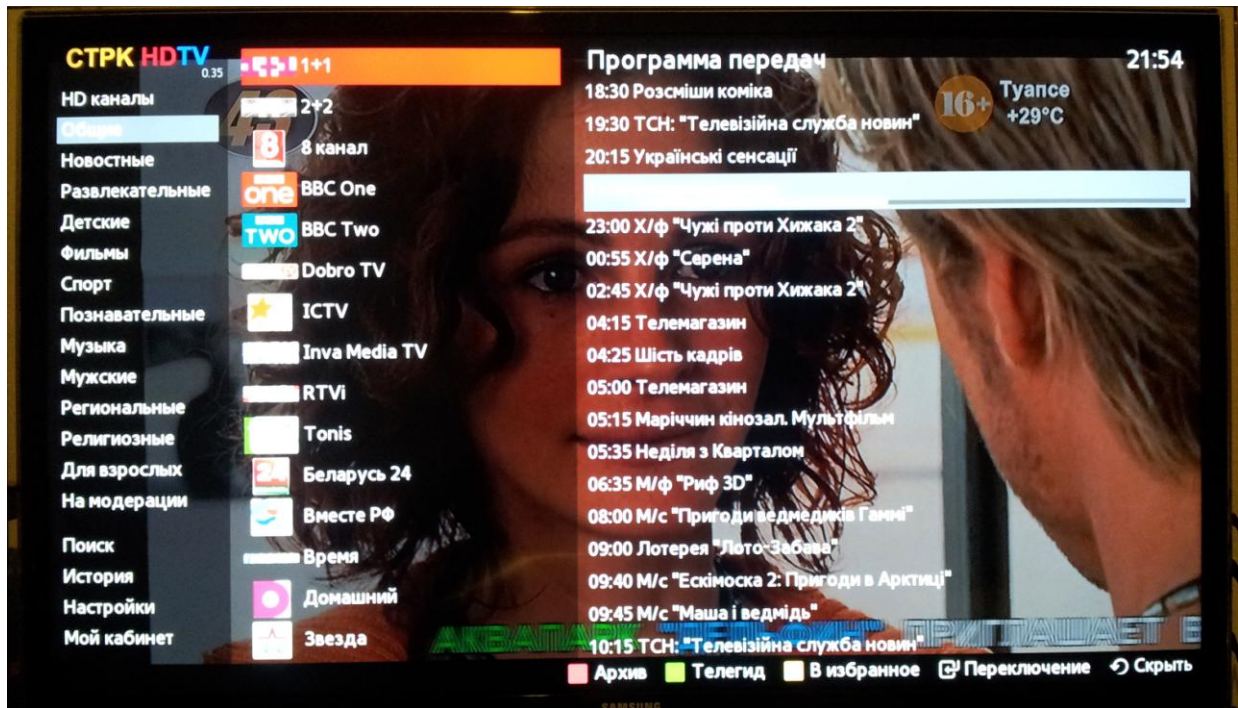 СТРК HDTV
0.35
HD каналы
Общие
Новостные
Развлекательные
Детские
Фильмы
Спорт
Познавательные
Музыка
Мужские
Региональные
Религиозные
Для взрослых
На модерации
Поиск
История
Настройки
Мой кабинет
1+1
2+2
8
8 канал
one
BBC One
TWO
BBC Two
Dobro TV
ICTV
Inva Media TV
RTVi
Tonis
24
Беларусь 24
Вместе РФ
Время
Домашний
Звезда
Программа передач
21:54
16+
Туапсе
+29°C
18:30 Розсміши коміка
19:30 ТСН: "Телевізійна служба новин"
20:15 Українські сенсації
23:00 Х/ф "Чужі проти Хижака 2"
00:55 Х/ф "Серена"
02:45 Х/ф "Чужі проти Хижака 2"
04:15 Телемагазин
04:25 Шість кадрів
05:00 Телемагазин
05:15 Маріччин кінозал. Мультфільм
05:35 Неділя з Кварталом
06:35 М/ф "Риф 3D"
08:00 М/с "Пригоди ведмедиків Гаммі"
09:00 Лотерея "Лото-Забава"
09:40 М/с "Ескімоска 2: Пригоди в Арктиці"
09:45 М/с "Маша і ведмідь"
10:15 ТСН: "Телевізійна служба новин"
АКВАПАРК "ДЕЛЬФИН" ПРИГЛАШАЕТ В
Архив
Телегид
В избранное
Переключение
Скрыть
SAMSUNG